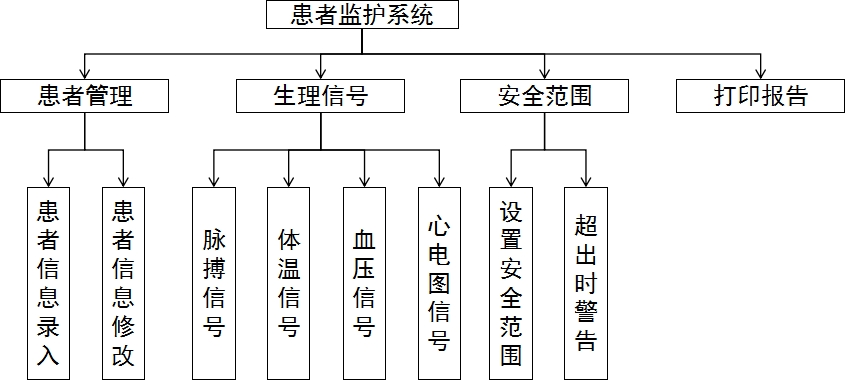 患者监护系统
患者管理
生理信号
安全范围
打印报告
患者信息录入
患者信息修改
脉搏信号
体温信号
血压信号
心电图信号
设置安全范围
超出时警告